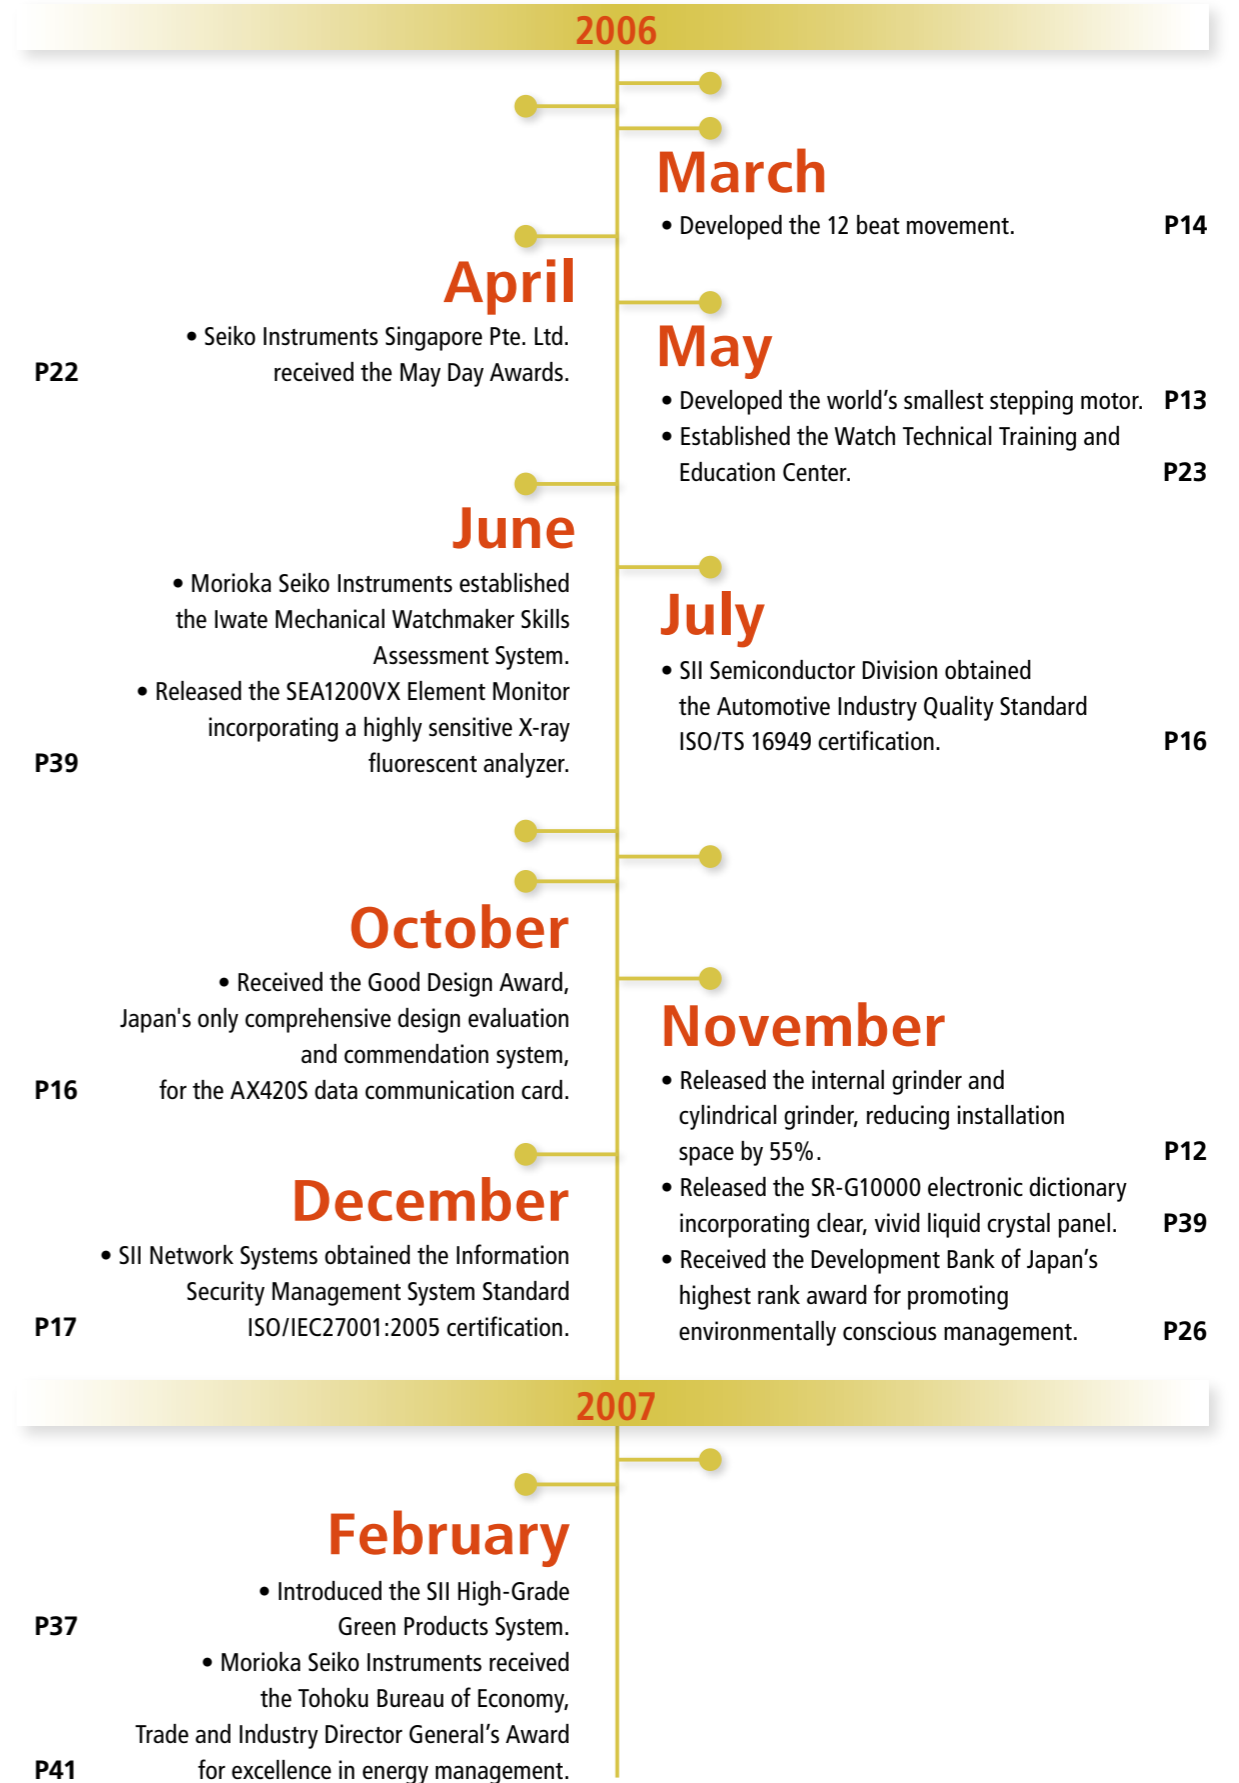 2006
March
• Developed the 12 beat movement. P14
April
• Seiko Instruments Singapore Pte. Ltd.
P22 received the May Day Awards.
May
• Developed the world’s smallest stepping motor. P13
• Established the Watch Technical Training and
Education Center. P23
June
• Morioka Seiko Instruments established
the Iwate Mechanical Watchmaker Skills
Assessment System.
• Released the SEA1200VX Element Monitor
incorporating a highly sensitive X-ray
P39 fluorescent analyzer.
July
• SII Semiconductor Division obtained
the Automotive Industry Quality Standard
ISO/TS 16949 certification. P16
October
• Received the Good Design Award,
Japan's only comprehensive design evaluation
and commendation system,
P16 for the AX420S data communication card.
November
• Released the internal grinder and
cylindrical grinder, reducing installation
space by 55%. P12
• Released the SR-G10000 electronic dictionary
incorporating clear, vivid liquid crystal panel. P39
• Received the Development Bank of Japan’s
highest rank award for promoting
environmentally conscious management. P26
December
• SII Network Systems obtained the Information
Security Management System Standard
P17 ISO/IEC27001:2005 certification.
2007
February
• Introduced the SII High-Grade
P37 Green Products System.
• Morioka Seiko Instruments received
the Tohoku Bureau of Economy,
Trade and Industry Director General’s Award
P41 for excellence in energy management.